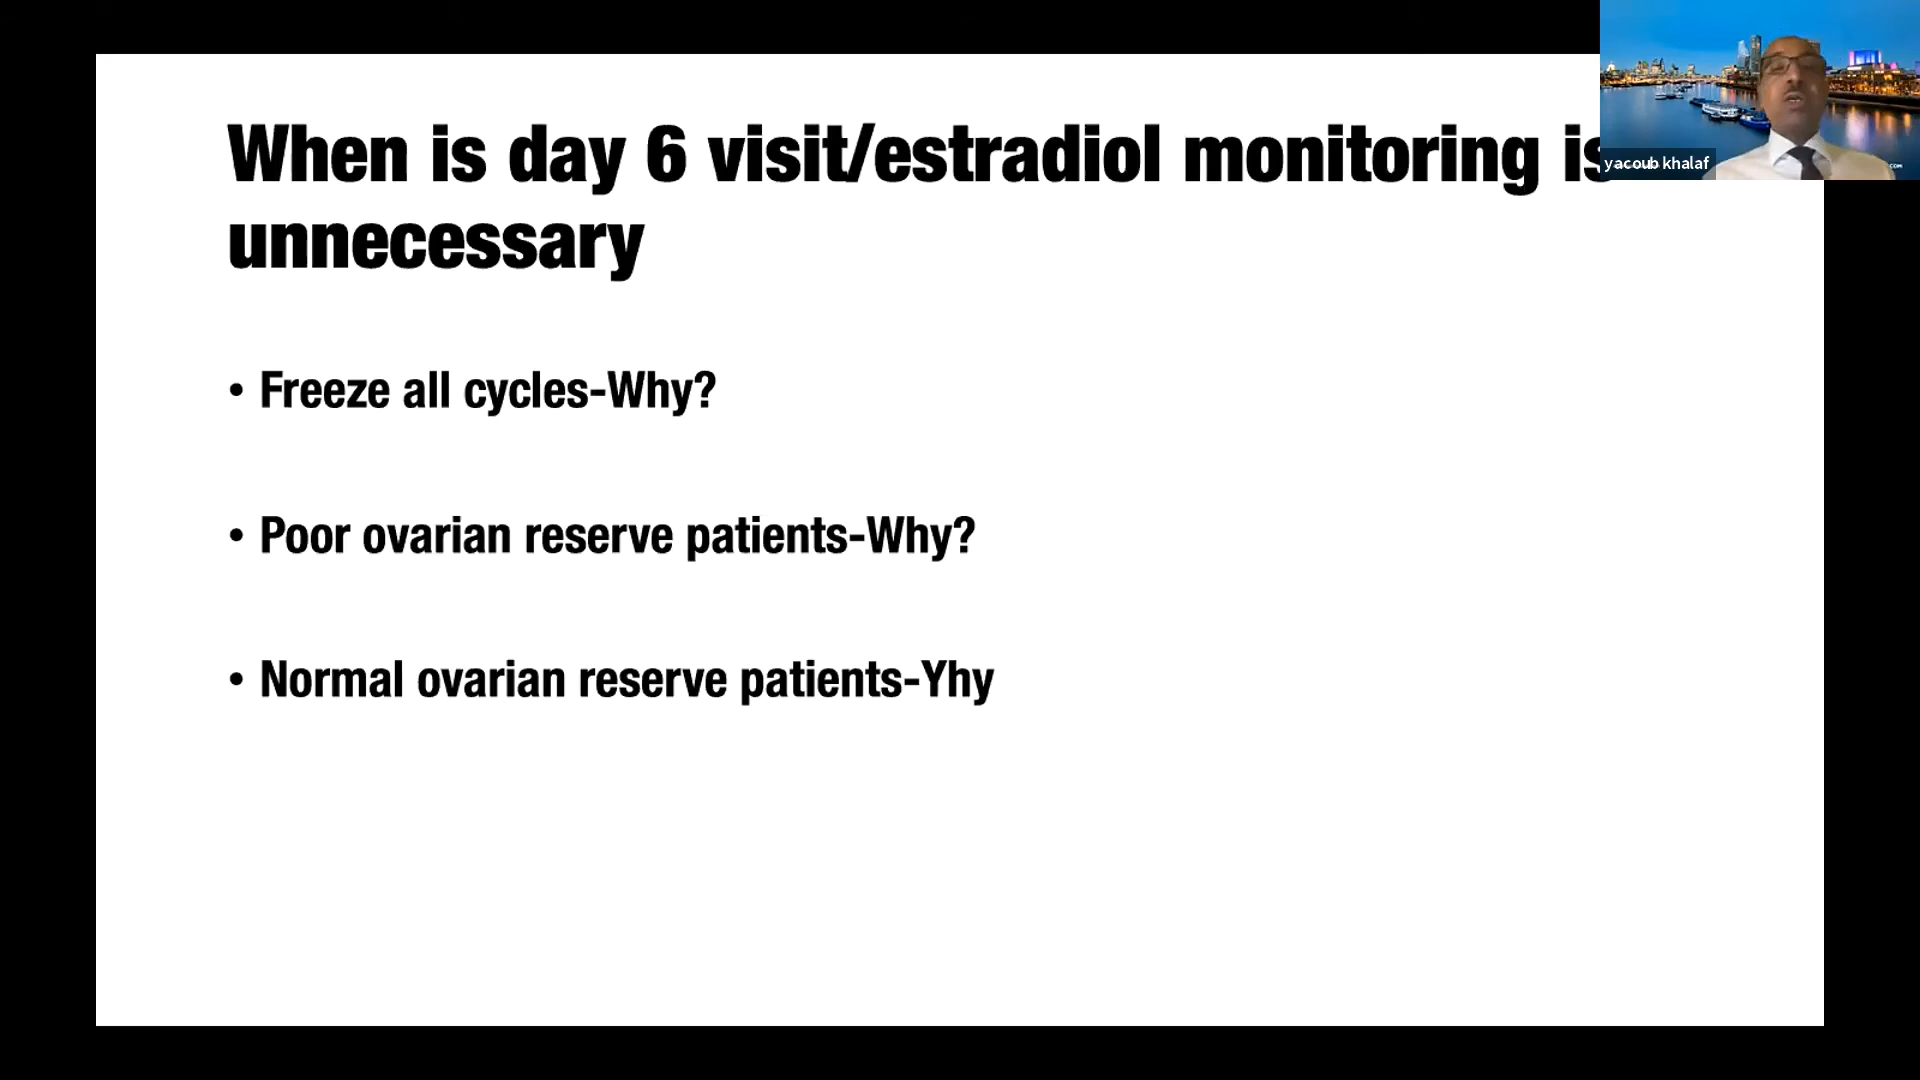 When is day 6 visit/estradiol monitoring is
unnecessary
yacoub khalaf
• Freeze all cycles-Why?
• Poor ovarian reserve patients-Why?
• Normal ovarian reserve patients-Yhy